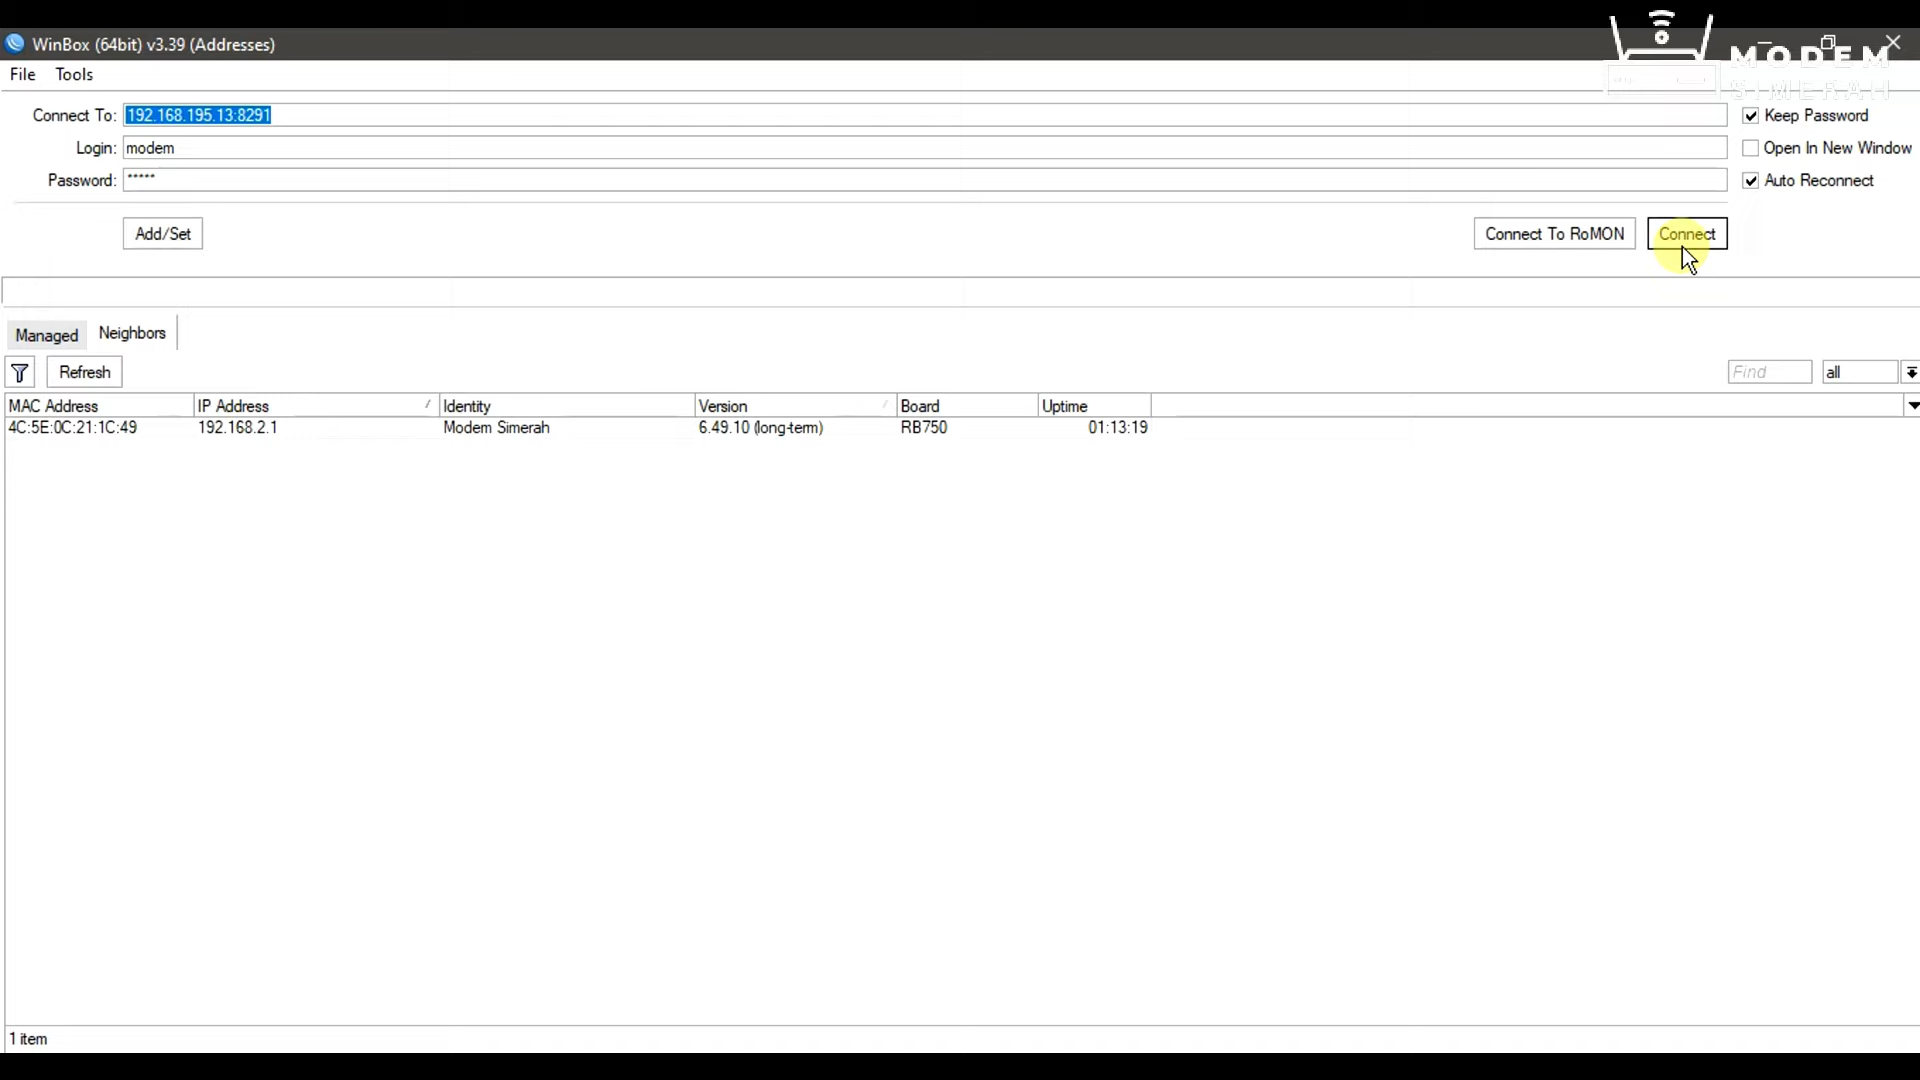 WinBox (64bit) v3.39 (Addresses)
MODEM
SIMERAH
File Tools
Connect To: 192.168.195.13:8291
Keep Password
Login: modem
Open In New Window
Password: *****
Auto Reconnect
Add/Set
Connect To RoMON
Connect
Managed Neighbors
Refresh
Find
all
MAC Address IP Address Identity Version Board Uptime
4C:5E:0C:21:1C:49 192.168.2.1 Modem Simerah 6.49.10 (long-term) RB750 01:13:19
1 item